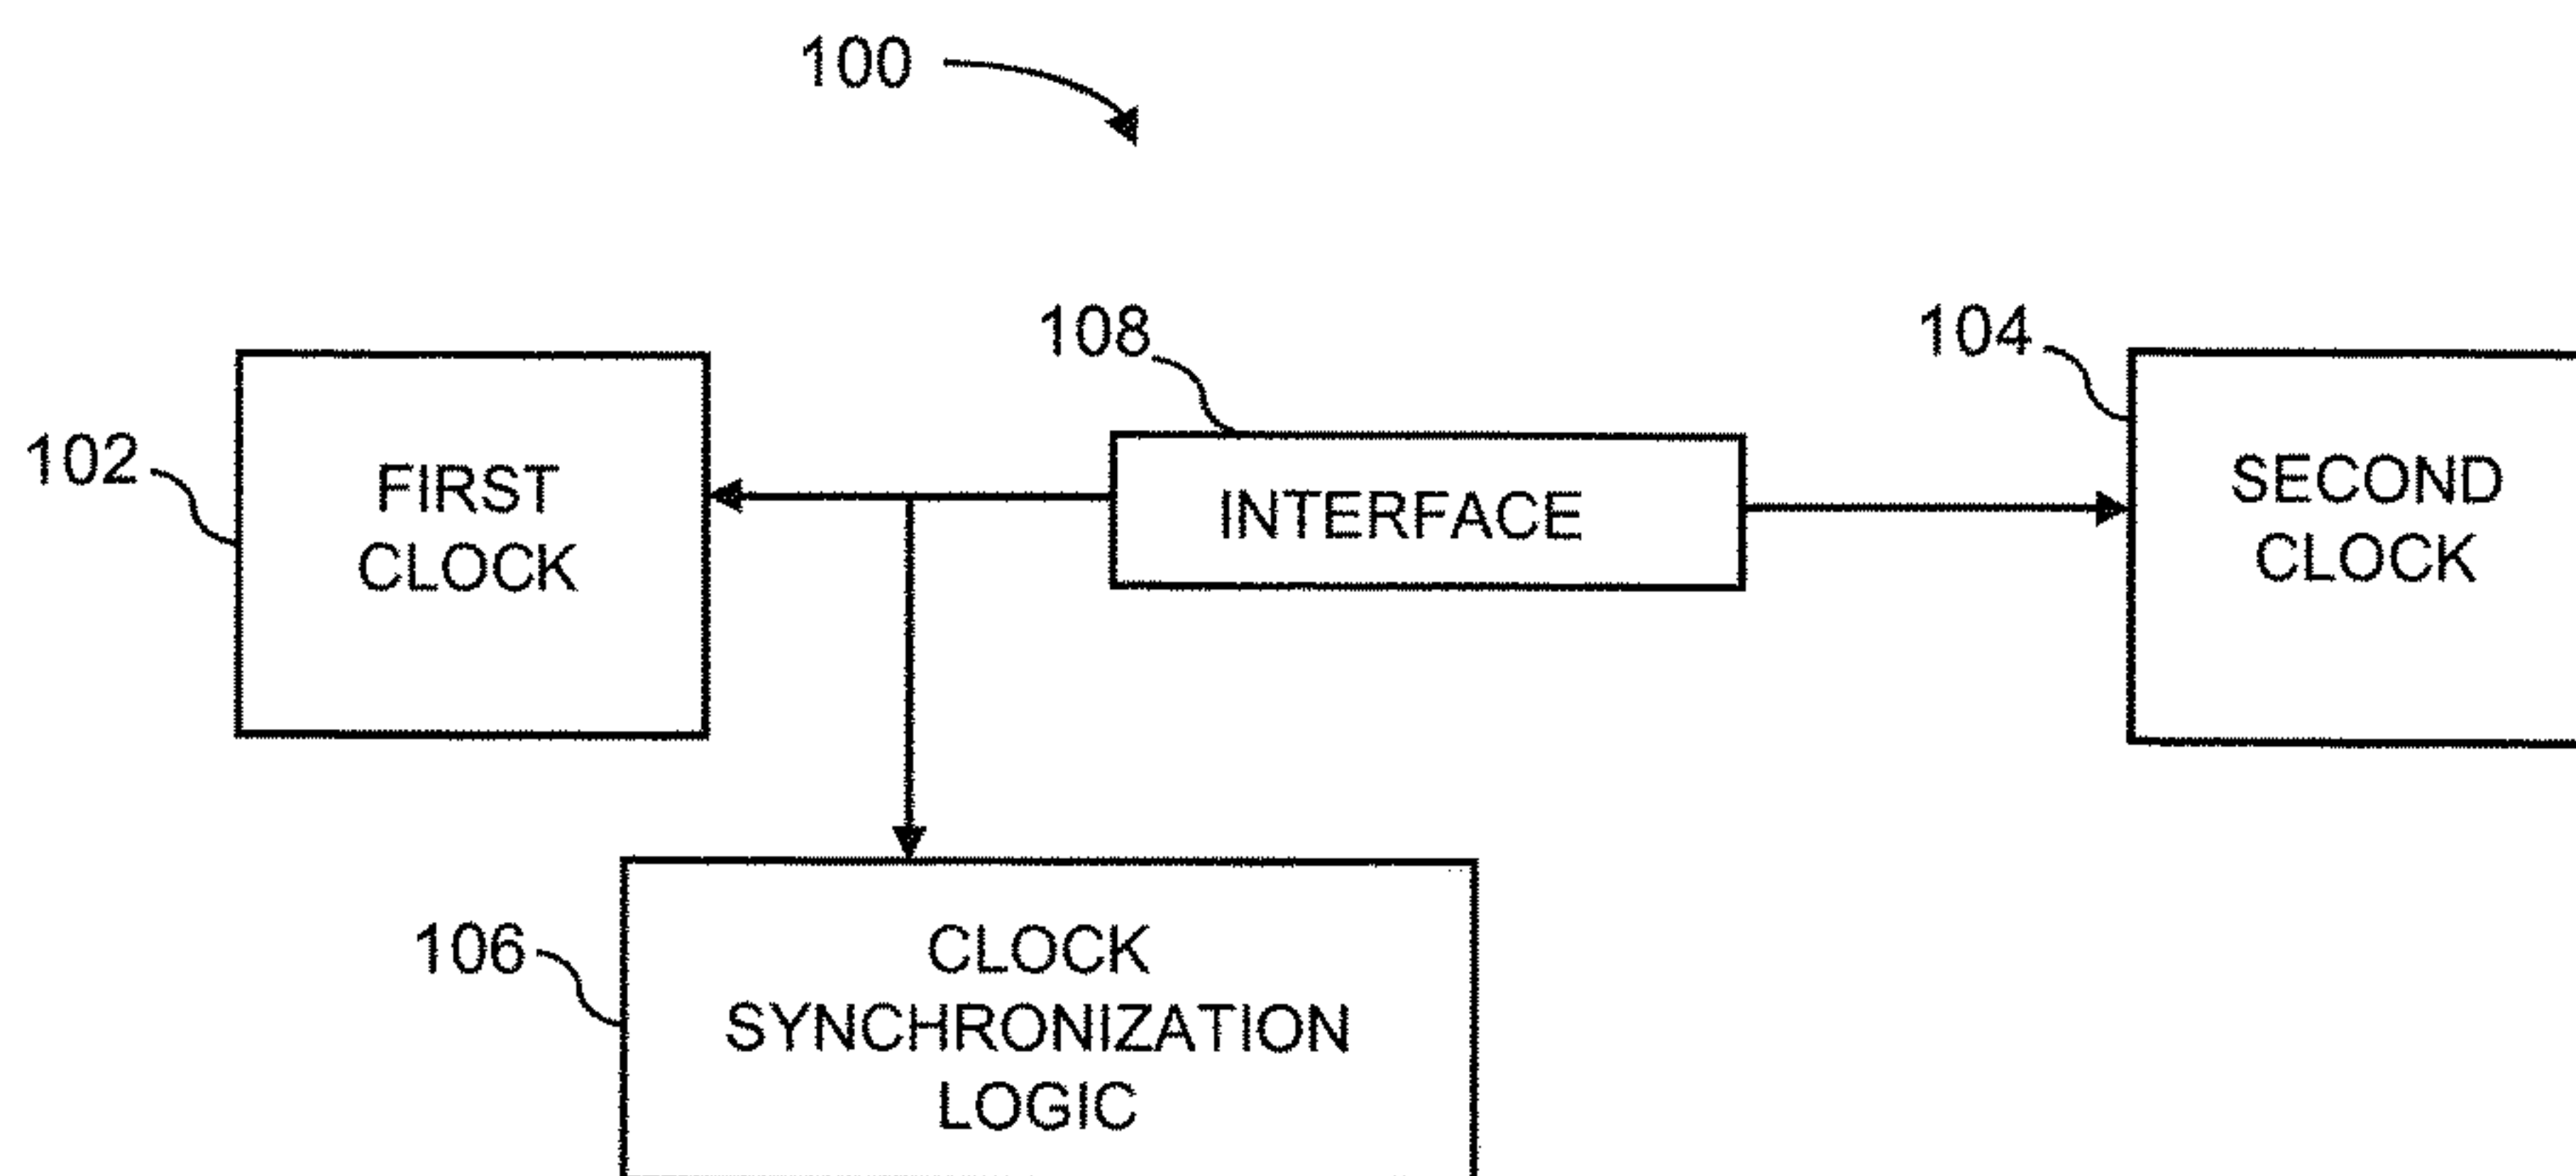 100
108
104
102
FIRST
CLOCK
INTERFACE
SECOND
CLOCK
106
CLOCK
SYNCHRONIZATION
LOGIC